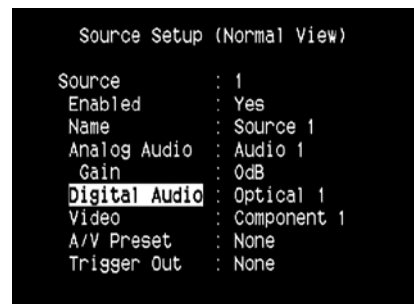 Source Setup (Normal View)
Source : 1
Enabled : Yes
Name : Source 1
Analog Audio : Audio 1
Gain : 0dB
Digital Audio : Optical 1
Video : Component 1
A/V Preset : None
Trigger Out : None